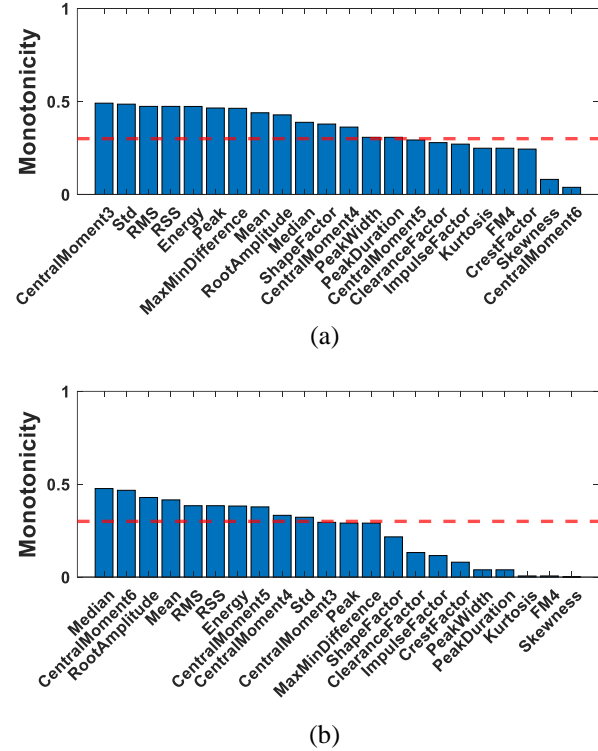 1
0.5
0
Monotonicity
CentralMoment3
Std
RMS
RSS
Energy
Peak
MaxMinDifference
Mean
RootAmplitude
Median
ShapeFactor
CentralMoment4
PeakWidth
PeakDuration
CentralMoment5
ClearanceFactor
ImpulseFactor
Kurtosis
FM4
CrestFactor
Skewness
CentralMoment6
(a)
1
0.5
0
Monotonicity
Median
CentralMoment6
RootAmplitude
Mean
RMS
RSS
Energy
CentralMoment5
CentralMoment4
Std
CentralMoment3
Peak
MaxMinDifference
ShapeFactor
ClearanceFactor
ImpulseFactor
CrestFactor
PeakWidth
PeakDuration
Kurtosis
FM4
Skewness
(b)